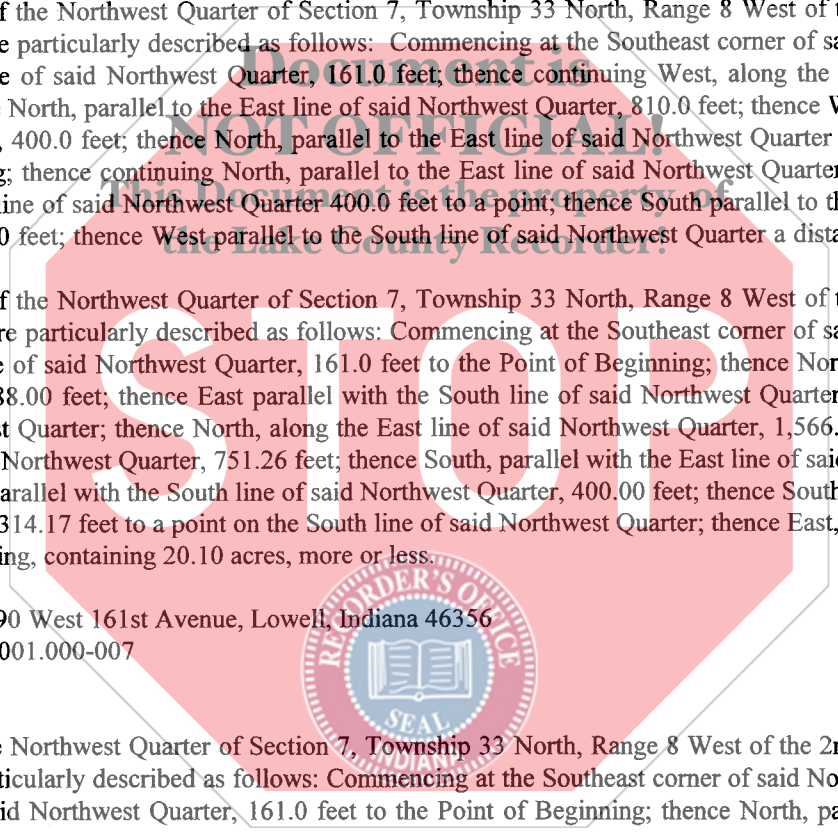 f the Northwest Quarter of Section 7, Township 33 North, Range 8 West of
e particularly described as follows: Commencing at the Southeast corner of sa
Document is
e of said Northwest Quarter, 161.0 feet; thence continuing West, along the
North, parallel to the East line of said Northwest Quarter, 810.0 feet; thence W
NOT OFFICIAL!
, 400.0 feet; thence North, parallel to the East line of said Northwest Quarter
g; thence continuing North, parallel to the East line of said Northwest Quarter
This Document is the property of
ine of said Northwest Quarter 400.0 feet to a point; thence South parallel to th
0 feet; thence West parallel to the South line of said Northwest Quarter a dista
the Lake County Recorder!
f the Northwest Quarter of Section 7, Township 33 North, Range 8 West of
re particularly described as follows: Commencing at the Southeast corner of sa
e of said Northwest Quarter, 161.0 feet to the Point of Beginning; thence Nor
88.00 feet; thence East parallel with the South line of said Northwest Quarter
STOP
st Quarter; thence North, along the East line of said Northwest Quarter, 1,566.
Northwest Quarter, 751.26 feet; thence South, parallel with the East line of said
arallel with the South line of said Northwest Quarter, 400.00 feet; thence South
314.17 feet to a point on the South line of said Northwest Quarter; thence East,
ing, containing 20.10 acres, more or less.
RECORDER'S OFFICE
90 West 161st Avenue, Lowell, Indiana 46356
001.000-007
SEAL
INDIANA
e Northwest Quarter of Section 7, Township 33 North, Range 8 West of the 2n
ticularly described as follows: Commencing at the Southeast corner of said No
id Northwest Quarter, 161.0 feet to the Point of Beginning; thence North, pa